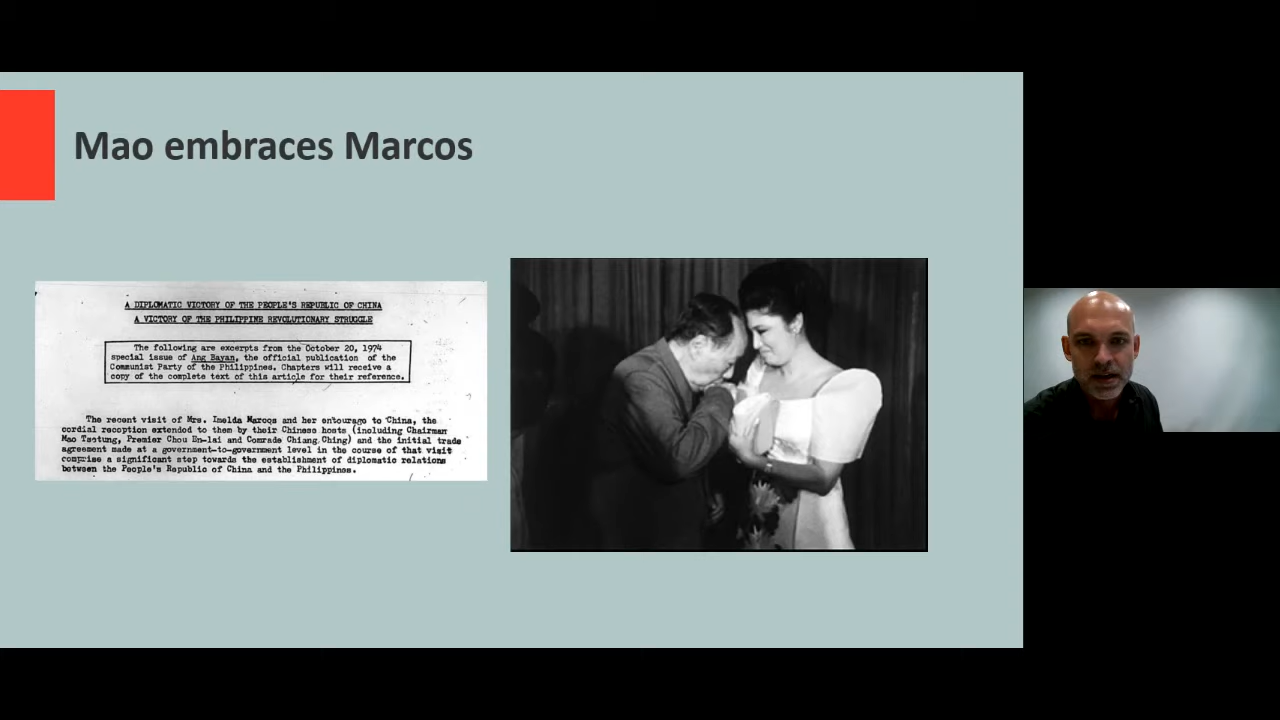 Mao embraces Marcos
A DIPLOMATIC VICTORY OF THE PEOPLE'S REPUBLIC OF CHINA
A VICTORY OF THE PHILIPPINE REVOLUTIONARY STRUGGLE
The following are excerpts from the October 20, 1974
special issue of Ang Bayan, the official publication of the
Communist Party of the Philippines. Chapters will receive a
copy of the complete text of this article for their reference.
The recent visit of Mrs. Imelda Marcos and her entourage to China, the
cordial reception extended to them by their Chinese hosts (including Chairman
Mao Tsetung, Premier Chou En-lai and Comrade Chiang Ching) and the initial trade
agreement made at a government-to-government level in the course of that visit
comprise a significant step towards the establishment of diplomatic relations
between the People's Republic of China and the Philippines.